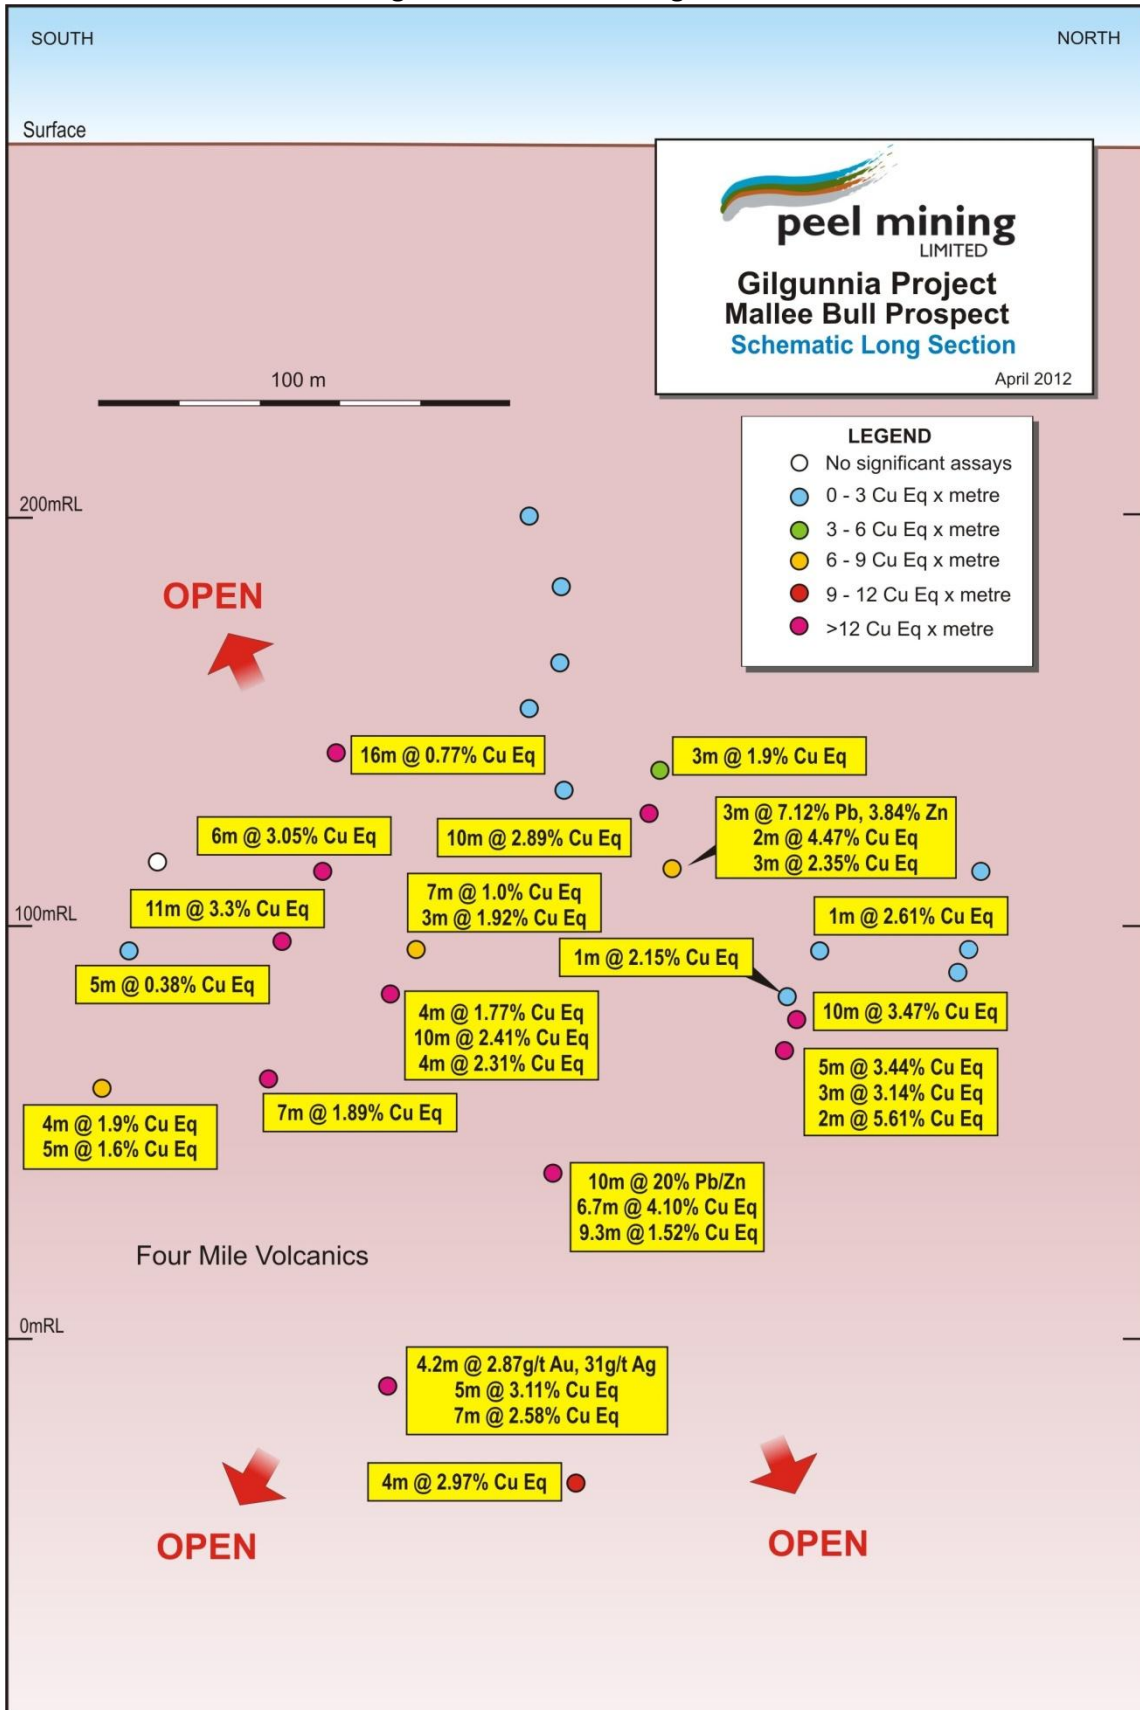 SOUTH
NORTH
Surface
peel mining
LIMITED
Gilgunnia Project
Mallee Bull Prospect
Schematic Long Section
April 2012
100 m
LEGEND
No significant assays
0 - 3 Cu Eq x metre
3 - 6 Cu Eq x metre
6 - 9 Cu Eq x metre
9 - 12 Cu Eq x metre
>12 Cu Eq x metre
200mRL
OPEN
16m @ 0.77% Cu Eq
3m @ 1.9% Cu Eq
6m @ 3.05% Cu Eq
10m @ 2.89% Cu Eq
3m @ 7.12% Pb, 3.84% Zn
2m @ 4.47% Cu Eq
3m @ 2.35% Cu Eq
11m @ 3.3% Cu Eq
7m @ 1.0% Cu Eq
3m @ 1.92% Cu Eq
1m @ 2.61% Cu Eq
100mRL
1m @ 2.15% Cu Eq
5m @ 0.38% Cu Eq
4m @ 1.77% Cu Eq
10m @ 2.41% Cu Eq
4m @ 2.31% Cu Eq
10m @ 3.47% Cu Eq
5m @ 3.44% Cu Eq
3m @ 3.14% Cu Eq
2m @ 5.61% Cu Eq
7m @ 1.89% Cu Eq
4m @ 1.9% Cu Eq
5m @ 1.6% Cu Eq
10m @ 20% Pb/Zn
6.7m @ 4.10% Cu Eq
9.3m @ 1.52% Cu Eq
Four Mile Volcanics
0mRL
4.2m @ 2.87g/t Au, 31g/t Ag
5m @ 3.11% Cu Eq
7m @ 2.58% Cu Eq
4m @ 2.97% Cu Eq
OPEN
OPEN